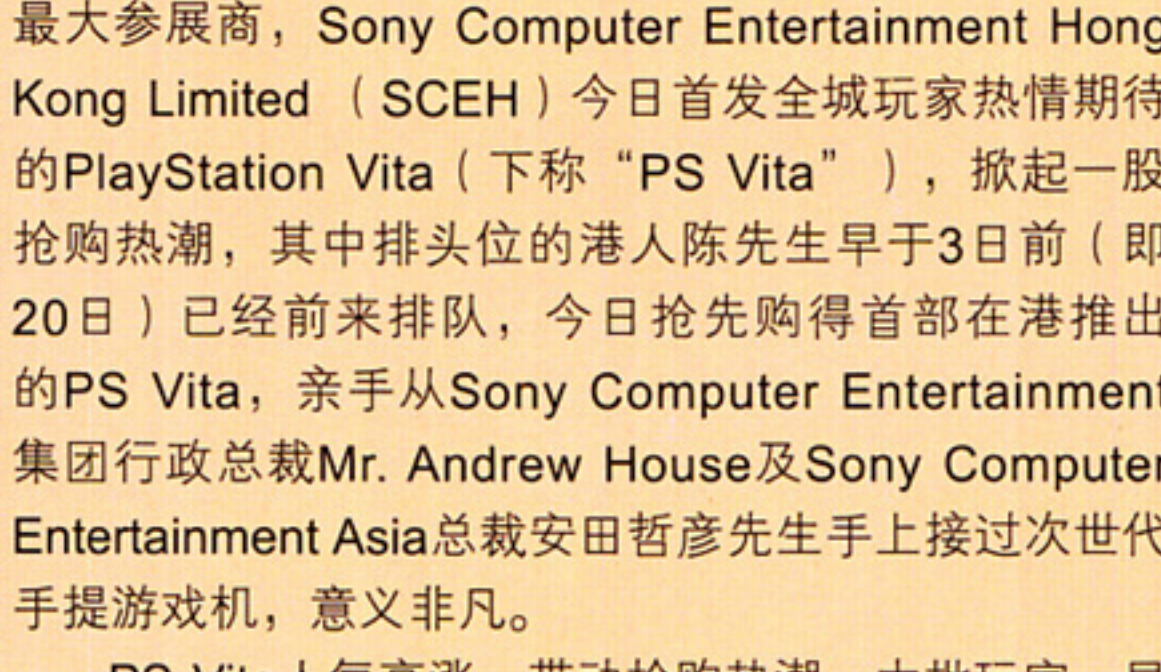 最大参展商，Sony Computer Entertainment Hong
Kong Limited （SCEH）今日首发全城玩家热情期待
的PlayStation Vita（下称“PS Vita”），掀起一股
抢购热潮，其中排头位的港人陈先生早于3日前（即
20日）已经前来排队，今日抢先购得首部在港推出
的PS Vita，亲手从Sony Computer Entertainment
集团行政总裁Mr. Andrew House及Sony Computer
Entertainment Asia总裁安田哲彦先生手上接过次世代
手提游戏机，意义非凡。